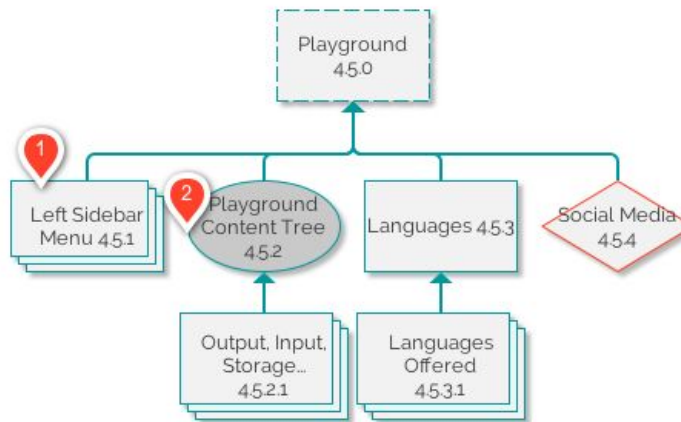 Playground
4.5.0
1
Left Sidebar
Menu 4.5.1
2
Playground
Content Tree
4.5.2
Languages 4.5.3
Social Media
4.5.4
Output, Input,
Storage...
4.5.2.1
Languages
Offered
4.5.3.1